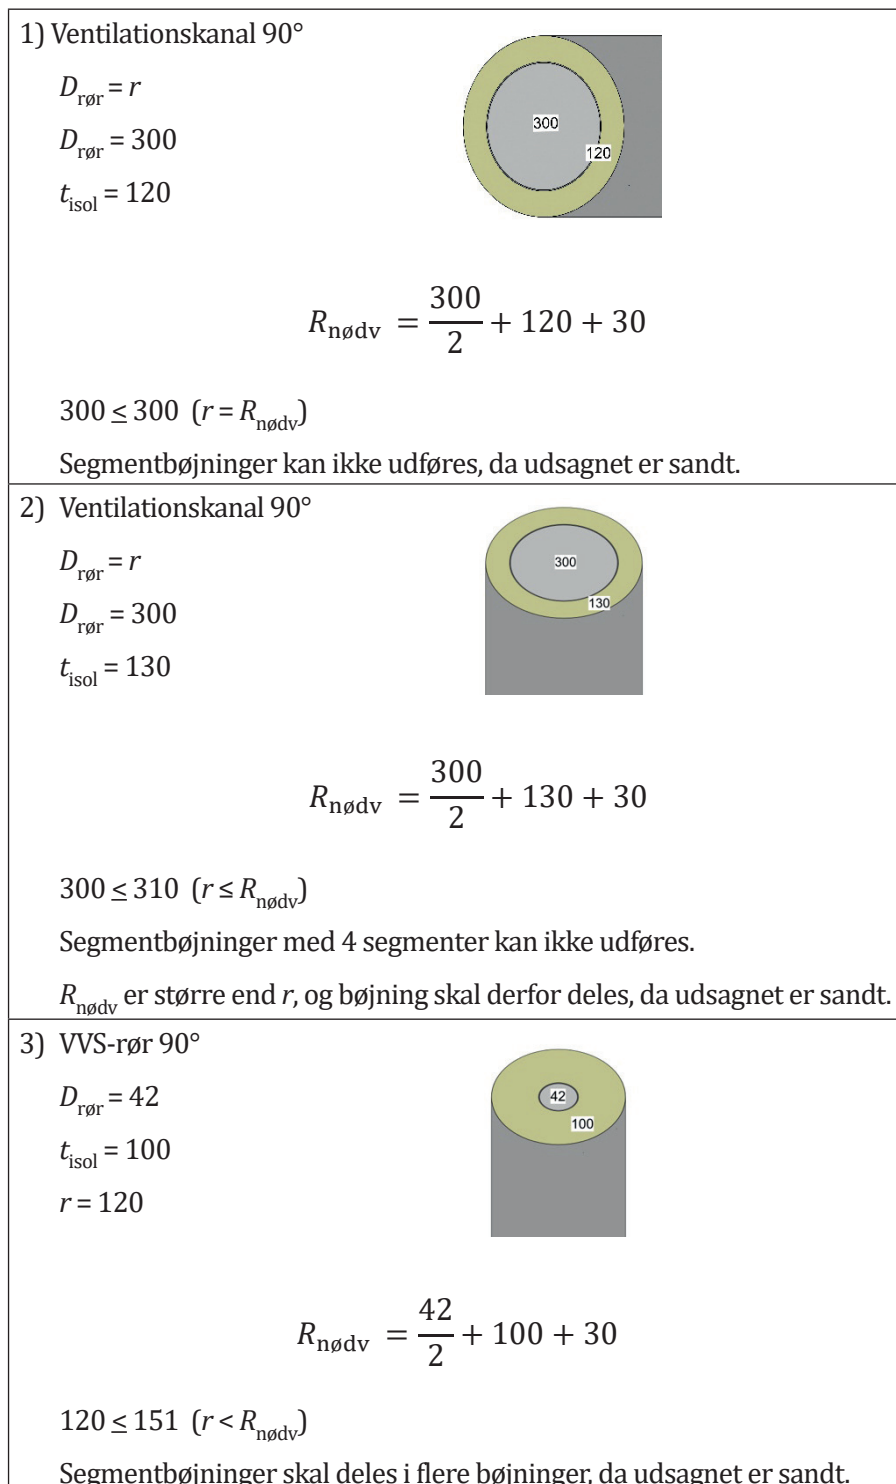 1) Ventilationskanal 90°
D_rør = r
D_rør = 300
t_isol = 120
300
120
R_nødv = 300/2 + 120 + 30
300 ≤ 300 (r = R_nødv)
Segmentbøjninger kan ikke udføres, da udsagnet er sandt.
2) Ventilationskanal 90°
D_rør = r
D_rør = 300
t_isol = 130
300
130
R_nødv = 300/2 + 130 + 30
300 ≤ 310 (r ≤ R_nødv)
Segmentbøjninger med 4 segmenter kan ikke udføres.
R_nødv er større end r, og bøjning skal derfor deles, da udsagnet er sandt.
3) VVS-rør 90°
D_rør = 42
t_isol = 100
r = 120
42
100
R_nødv = 42/2 + 100 + 30
120 ≤ 151 (r < R_nødv)
Segmentbøjninger skal deles i flere bøjninger, da udsagnet er sandt.